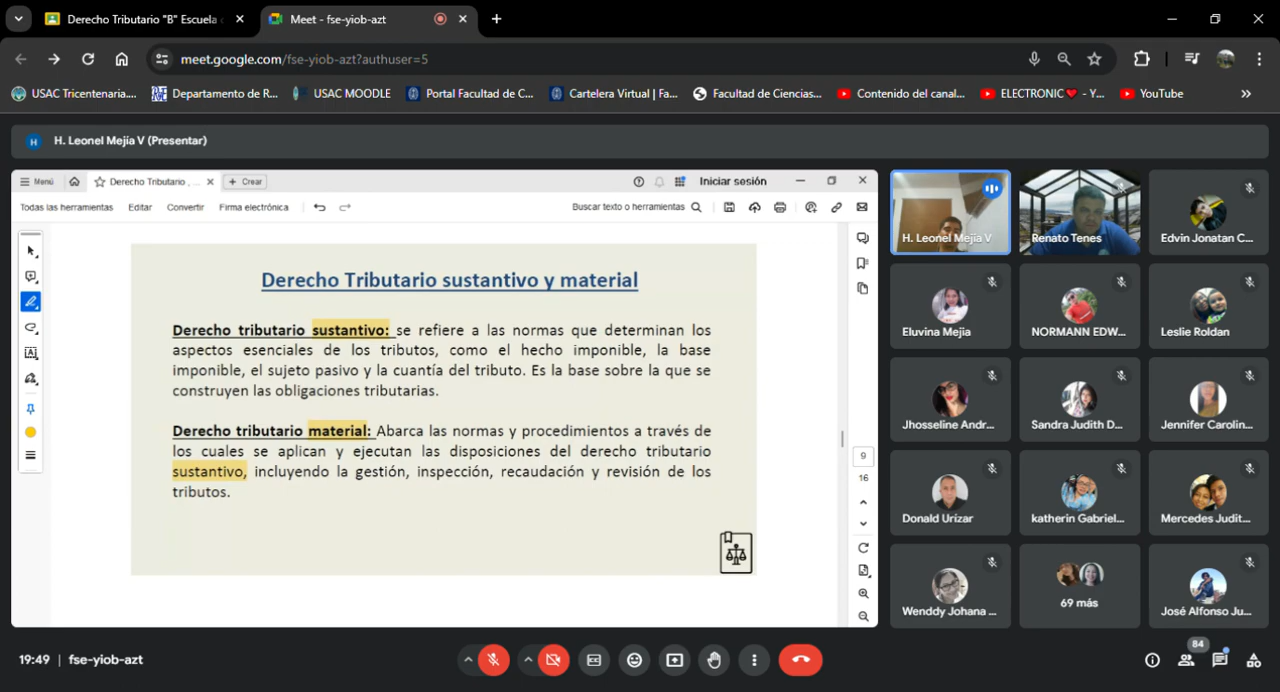 Derecho Tributario "B" Escuela
Meet - fse-yiob-azt
meet.google.com/fse-yiob-azt?authuser=5
USAC Tricentenaria....
Departamento de R...
USAC MOODLE
Portal Facultad de C...
Cartelera Virtual | Fa...
Facultad de Ciencias...
Contenido del canal...
ELECTRONIC❤ - Y...
YouTube
H
H. Leonel Mejía V (Presentar)
Menú
Derecho Tributario , ...
Crear
Iniciar sesión
Todas las herramientas
Editar
Convertir
Firma electrónica
Buscar texto o herramientas
Derecho Tributario sustantivo y material
Derecho tributario sustantivo: se refiere a las normas que determinan los
aspectos esenciales de los tributos, como el hecho imponible, la base
imponible, el sujeto pasivo y la cuantía del tributo. Es la base sobre la que se
construyen las obligaciones tributarias.
Derecho tributario material: Abarca las normas y procedimientos a través de
los cuales se aplican y ejecutan las disposiciones del derecho tributario
sustantivo, incluyendo la gestión, inspección, recaudación y revisión de los
tributos.
9
16
H. Leonel Mejía V
Renato Tenes
Edvin Jonatan C...
Eluvina Mejia
NORMANN EDW...
Leslie Roldan
Jhosseline Andr...
Sandra Judith D...
Jennifer Carolin...
Donald Urizar
katherin Gabriel...
Mercedes Judit...
Wenddy Johana ...
69 más
José Alfonso Ju...
19:49 | fse-yiob-azt
84